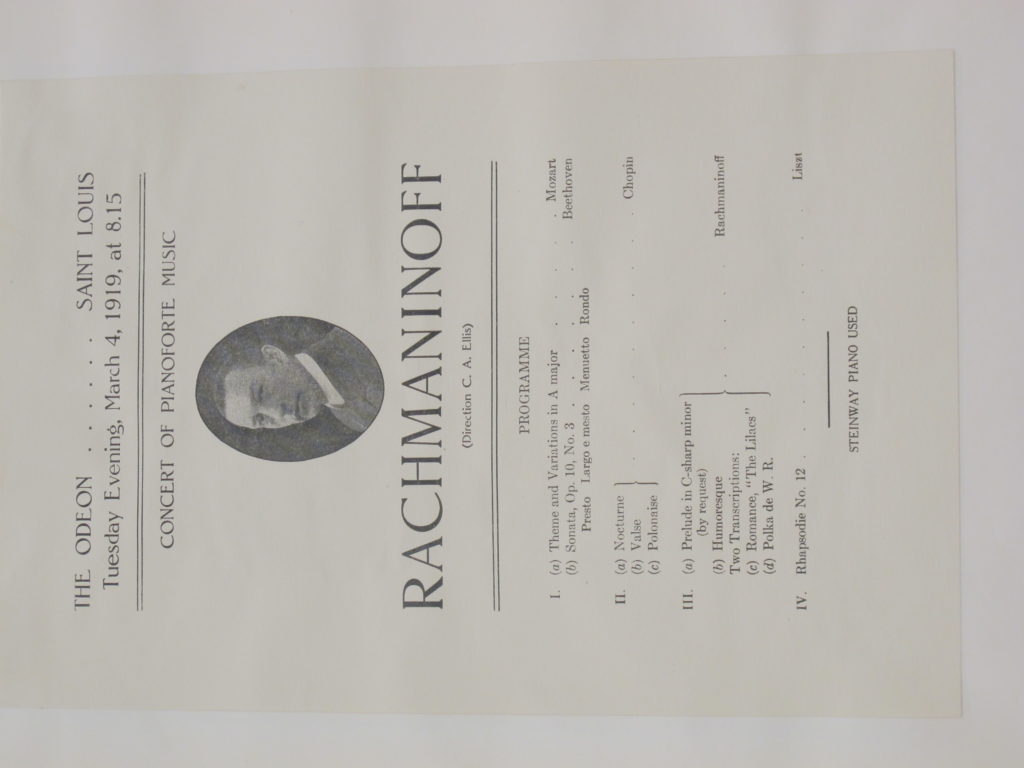 THE ODEON . . . . . . SAINT LOUIS
Tuesday Evening, March 4, 1919, at 8.15
CONCERT OF PIANOFORTE MUSIC
RACHMANINOFF
(Direction C. A. Ellis)
PROGRAMME
I. (a) Theme and Variations in A major . . . . . Mozart
(b) Sonata, Op. 10, No. 3 . . . . . . . Beethoven
Presto Largo e mesto Menuetto Rondo
II. (a) Nocturne
(b) Valse . . . . . . . Chopin
(c) Polonaise
III. (a) Prelude in C-sharp minor
(by request)
(b) Humoresque . . . . Rachmaninoff
Two Transcriptions:
(c) Romance, "The Lilacs"
(d) Polka de W. R.
IV. Rhapsodie No. 12 . . . . . . . . Liszt
STEINWAY PIANO USED